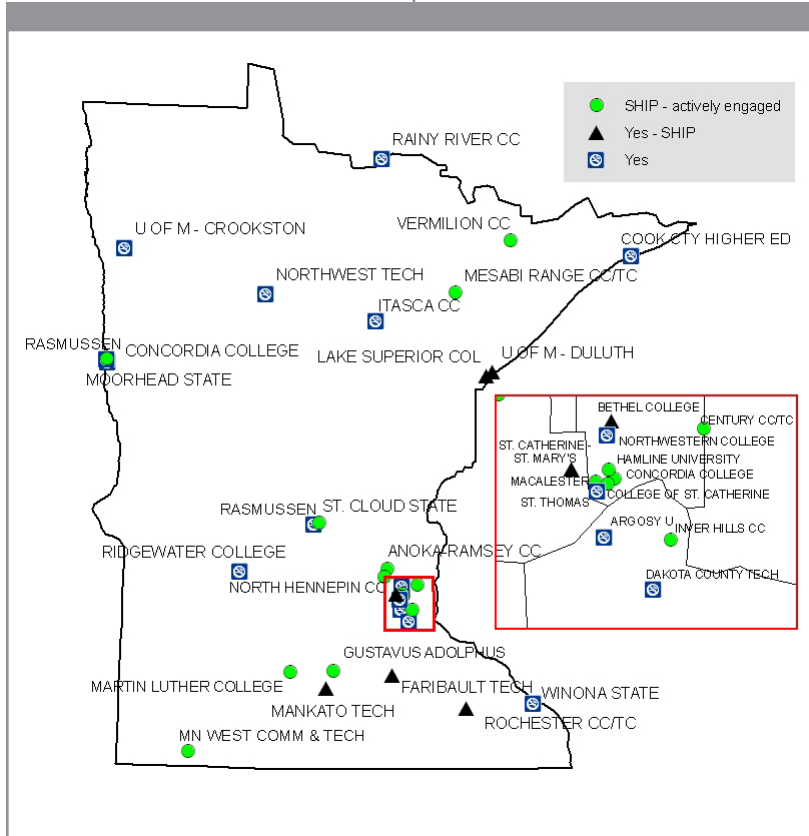 SHIP - actively engaged
Yes - SHIP
Yes
RAINY RIVER CC
VERMILION CC
U OF M - CROOKSTON
COOK CTY HIGHER ED
NORTHWEST TECH
MESABI RANGE CC/TC
ITASCA CC
RASMUSSEN
CONCORDIA COLLEGE
LAKE SUPERIOR COL
U OF M - DULUTH
MOORHEAD STATE
BETHEL COLLEGE
CENTURY CC/TC
NORTHWESTERN COLLEGE
ST. CATHERINE -
ST. MARY'S
HAMLINE UNIVERSITY
CONCORDIA COLLEGE
MACALESTER
COLLEGE OF ST. CATHERINE
ST. THOMAS
ARGOSY U
INVER HILLS CC
DAKOTA COUNTY TECH
RASMUSSEN
ST. CLOUD STATE
RIDGEWATER COLLEGE
ANOKA-RAMSEY CC
NORTH HENNEPIN CC
GUSTAVUS ADOLPHUS
MARTIN LUTHER COLLEGE
FARIBAULT TECH
WINONA STATE
MANKATO TECH
ROCHESTER CC/TC
MN WEST COMM & TECH